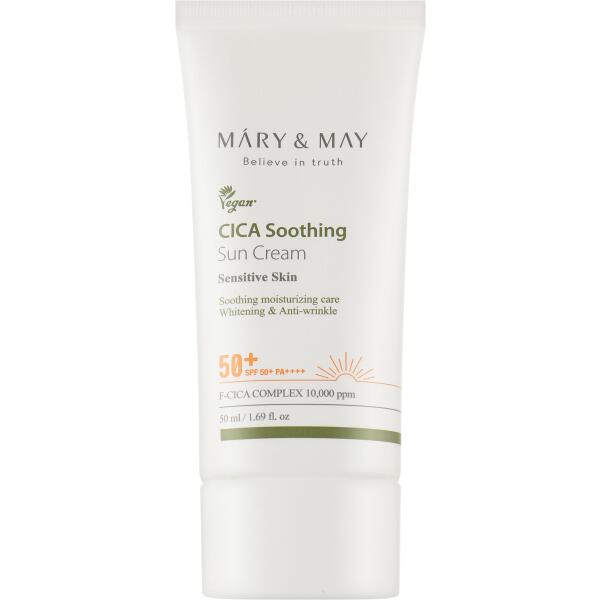 MÁRY & MAY
Believe in truth
Vegan
CICA Soothing
Sun Cream
Sensitive Skin
Soothing moisturizing care
Whitening & Anti-wrinkle
50+
SPF 50+ PA++++
F-CICA COMPLEX 10,000 ppm
50 ml / 1.69 fl. oz